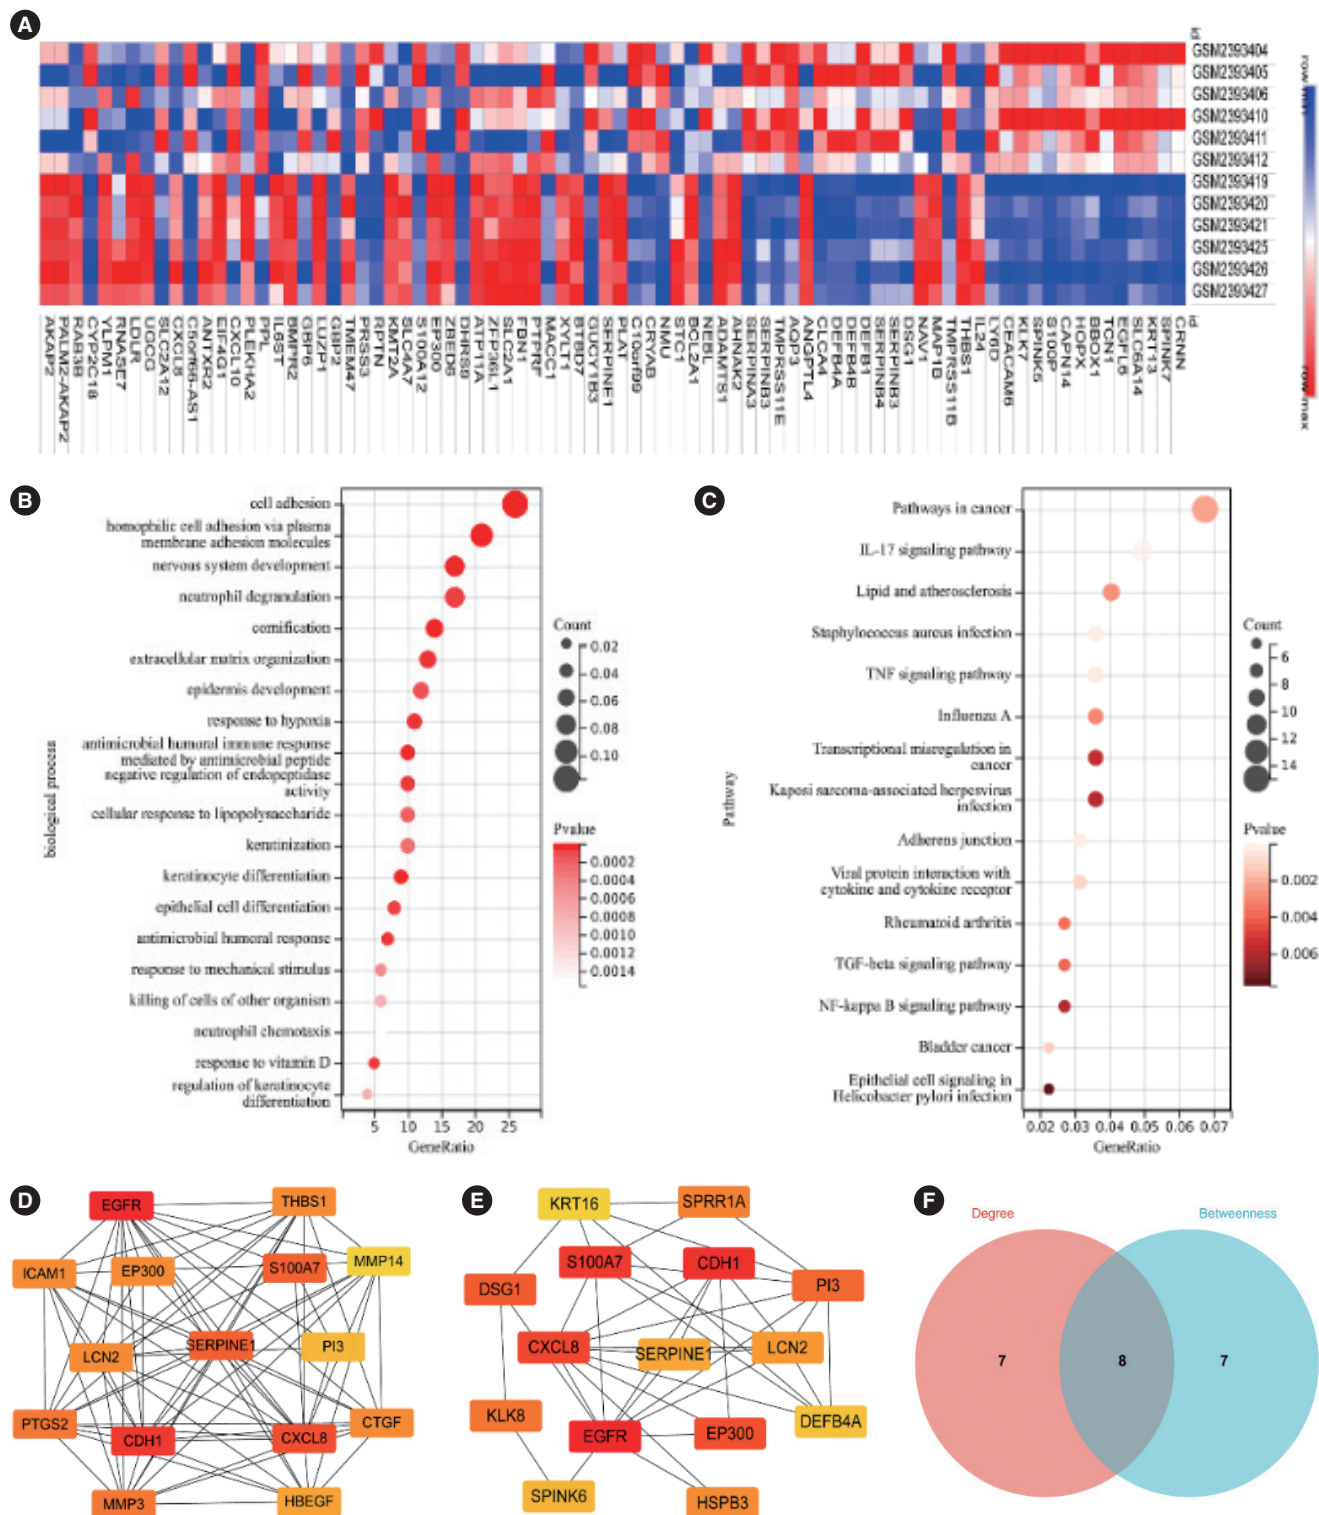 A
id
GSM2393404
GSM2393405
GSM2393406
GSM2393410
GSM2393411
GSM2393412
GSM2393419
GSM2393420
GSM2393421
GSM2393425
GSM2393426
GSM2393427
id
row min
row max
AKAP2
PALM2-AKAP2
RAB3B
CYP2C18
YLPM1
RNASE7
LDLR
UGCG
SLC2A12
CXCL8
C5orf66-AS1
ANTXR2
EIF4G1
CXCL10
PLEKHA2
PPL
IL6ST
BMPR2
GBP6
LUZP1
GBP2
TMEM47
PRSS3
RPTN
KMT2A
SLC4A7
S100A12
EP300
ZBED6
DHRS9
ATP11A
ZFP36L1
SLC2A1
FBN1
PTPRF
MACC1
XYLT1
BTBD7
GUCY1B3
SERPINE1
PLAT
C10orf99
CRYAB
NMU
STC1
BCL2A1
NEBL
ADAMTS1
AHNAK2
SERPINA3
SERPINB3
TMPRSS11E
AQP3
ANGPTL4
CLCA4
DEFB4A
DEFB4B
DEFB1
SERPINB4
SERPINB3
DSG1
NAV1
MAP1B
TMPRSS11B
THBS1
IL24
LY6D
CEACAM6
KLK7
SPINK5
S100P
CAPN14
HOPX
BBOX1
TCN1
EGFL6
SLC6A14
KRT13
SPINK7
CRNN
B
biological process
cell adhesion
homophilic cell adhesion via plasma
membrane adhesion molecules
nervous system development
neutrophil degranulation
cornification
extracellular matrix organization
epidermis development
response to hypoxia
antimicrobial humoral immune response
mediated by antimicrobial peptide
negative regulation of endopeptidase
activity
cellular response to lipopolysaccharide
keratinization
keratinocyte differentiation
epithelial cell differentiation
antimicrobial humoral response
response to mechanical stimulus
killing of cells of other organism
neutrophil chemotaxis
response to vitamin D
regulation of keratinocyte
differentiation
5 10 15 20 25
GeneRatio
Count
0.02
0.04
0.06
0.08
0.10
Pvalue
0.0002
0.0004
0.0006
0.0008
0.0010
0.0012
0.0014
C
Pathway
Pathways in cancer
IL-17 signaling pathway
Lipid and atherosclerosis
Staphylococcus aureus infection
TNF signaling pathway
Influenza A
Transcriptional misregulation in
cancer
Kaposi sarcoma-associated herpesvirus
infection
Adherens junction
Viral protein interaction with
cytokine and cytokine receptor
Rheumatoid arthritis
TGF-beta signaling pathway
NF-kappa B signaling pathway
Bladder cancer
Epithelial cell signaling in
Helicobacter pylori infection
0.02 0.03 0.04 0.05 0.06 0.07
GeneRatio
Count
6
8
10
12
14
Pvalue
0.002
0.004
0.006
D
EGFR
THBS1
ICAM1
EP300
S100A7
MMP14
LCN2
SERPINE1
PI3
PTGS2
CDH1
CXCL8
CTGF
MMP3
HBEGF
E
KRT16
SPRR1A
S100A7
CDH1
DSG1
PI3
CXCL8
SERPINE1
LCN2
KLK8
EGFR
EP300
DEFB4A
SPINK6
HSPB3
F
Degree
Betweenness
7
8
7